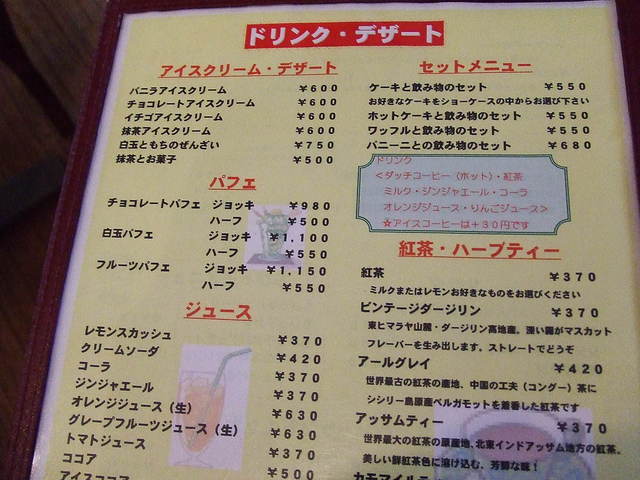 ドリンク・デザート
アイスクリーム・デザート
バニラアイスクリーム ￥600
チョコレートアイスクリーム ￥600
イチゴアイスクリーム ￥600
抹茶アイスクリーム ￥600
白玉ともちのぜんざい ￥750
抹茶とお菓子 ￥500
パフェ
チョコレートパフェ ジョッキ ￥980
ハーフ ￥500
白玉パフェ ジョッキ ￥1,100
ハーフ ￥550
フルーツパフェ ジョッキ ￥1,150
ハーフ ￥550
ジュース
レモンスカッシュ ￥370
クリームソーダ ￥420
コーラ ￥370
ジンジャエール ￥370
オレンジジュース（生） ￥630
グレープフルーツジュース（生） ￥630
トマトジュース ￥370
ココア ￥500
セットメニュー
ケーキと飲み物のセット ￥550
お好きなケーキをショーケースの中からお選び下さい
ホットケーキと飲み物のセット ￥550
ワッフルと飲み物のセット ￥550
パニーニとの飲み物のセット ￥680
ドリンク
＜ダッチコーヒー（ホット）・紅茶
ミルク・ジンジャエール・コーラ
オレンジジュース・りんごジュース＞
☆アイスコーヒーは＋30円です
紅茶・ハーブティー
紅茶 ￥370
ミルクまたはレモンお好きなものをお選びください
ビンテージダージリン ￥370
東ヒマラヤ山麓・ダージリン高地産。深い霧がマスカット
フレーバーを生み出します。ストレートでどうぞ
アールグレイ ￥420
世界最古の紅茶の産地、中国の工夫（コンダー）茶に
シシリー島原産ベルガモットを着香した紅茶です
アッサムティー ￥370
世界最大の紅茶の原産地、北東インドアッサム地方の紅茶。
美しい鮮紅茶色に溶け込む、芳醇な味！